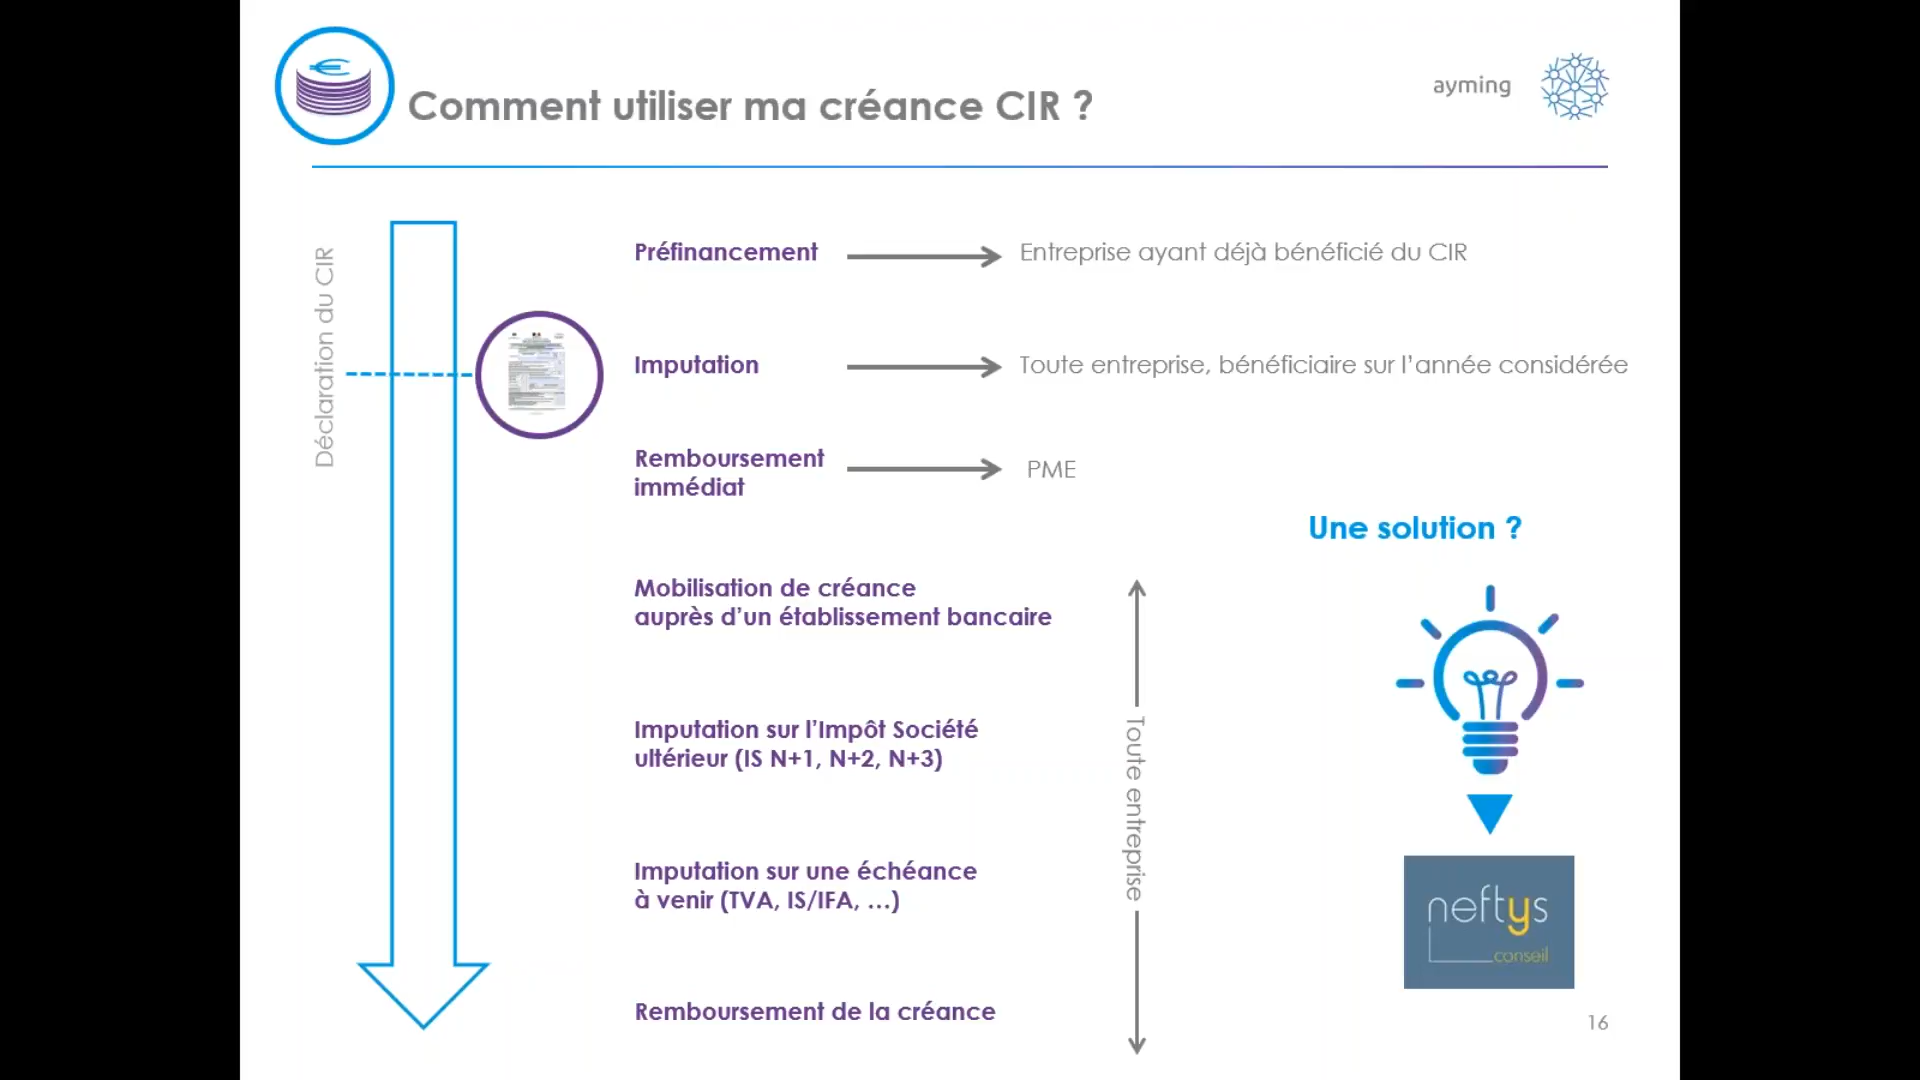 Comment utiliser ma créance CIR ?
ayming
Déclaration du CIR
Préfinancement
Entreprise ayant déjà bénéficié du CIR
Imputation
Toute entreprise, bénéficiaire sur l’année considérée
Remboursement
immédiat
PME
Une solution ?
Mobilisation de créance
auprès d’un établissement bancaire
Imputation sur l’Impôt Société
ultérieur (IS N+1, N+2, N+3)
Toute entreprise
Imputation sur une échéance
à venir (TVA, IS/IFA, …)
neftys
conseil
Remboursement de la créance
16